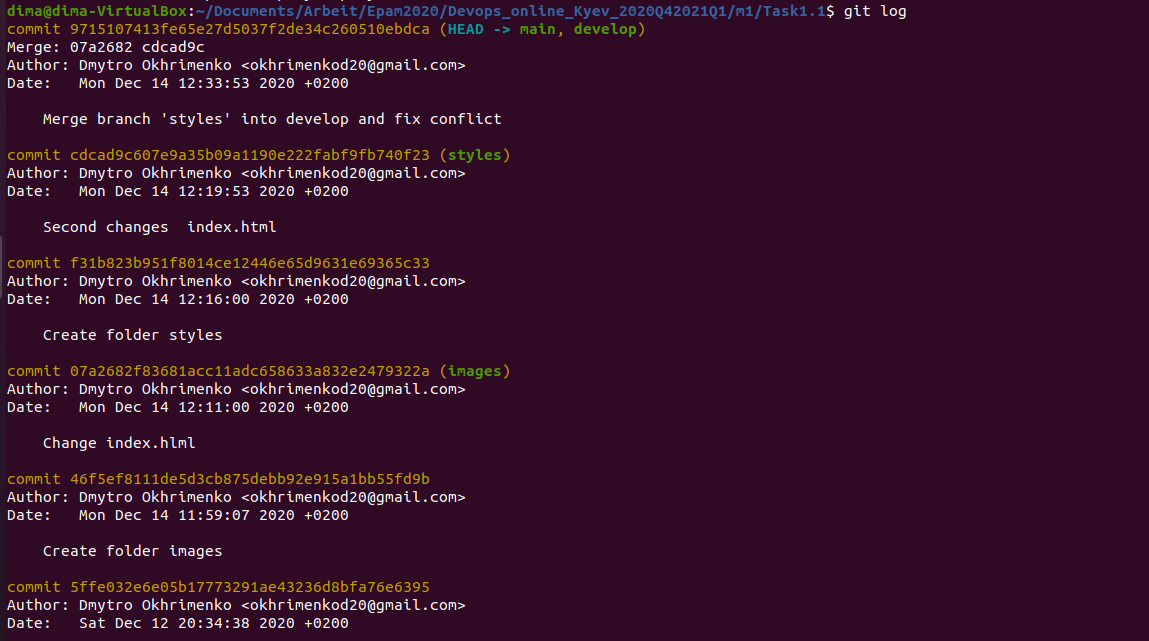 dima@dima-VirtualBox:~/Documents/Arbeit/Epam2020/Devops_online_Kyev_2020Q42021Q1/m1/Task1.1$ git log
commit 9715107413fe65e27d5037f2de34c260510ebdca (HEAD -> main, develop)
Merge: 07a2682 cdcad9c
Author: Dmytro Okhrimenko <okhrimenkod20@gmail.com>
Date:   Mon Dec 14 12:33:53 2020 +0200
    Merge branch 'styles' into develop and fix conflict
commit cdcad9c607e9a35b09a1190e222fabf9fb740f23 (styles)
Author: Dmytro Okhrimenko <okhrimenkod20@gmail.com>
Date:   Mon Dec 14 12:19:53 2020 +0200
    Second changes  index.html
commit f31b823b951f8014ce12446e65d9631e69365c33
Author: Dmytro Okhrimenko <okhrimenkod20@gmail.com>
Date:   Mon Dec 14 12:16:00 2020 +0200
    Create folder styles
commit 07a2682f83681acc11adc658633a832e2479322a (images)
Author: Dmytro Okhrimenko <okhrimenkod20@gmail.com>
Date:   Mon Dec 14 12:11:00 2020 +0200
    Change index.hlml
commit 46f5ef8111de5d3cb875debb92e915a1bb55fd9b
Author: Dmytro Okhrimenko <okhrimenkod20@gmail.com>
Date:   Mon Dec 14 11:59:07 2020 +0200
    Create folder images
commit 5ffe032e6e05b17773291ae43236d8bfa76e6395
Author: Dmytro Okhrimenko <okhrimenkod20@gmail.com>
Date:   Sat Dec 12 20:34:38 2020 +0200